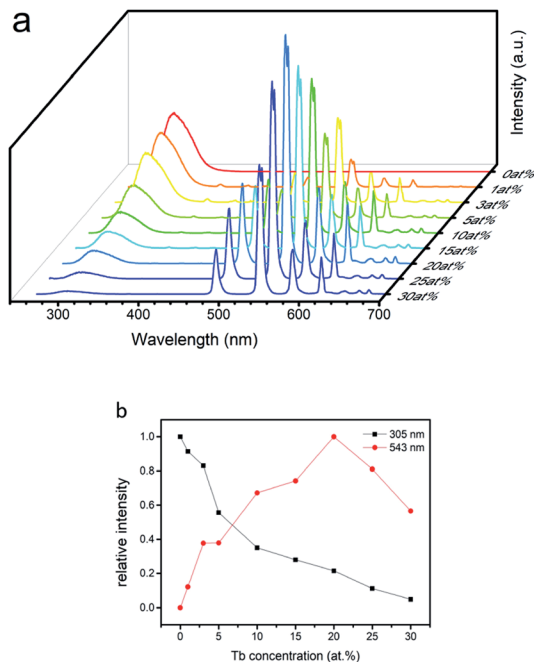 a
Intensity (a.u.)
0at%
1at%
3at%
5at%
10at%
15at%
20at%
25at%
30at%
300 400 500 600 700
Wavelength (nm)
b
1.0
0.8
0.6
0.4
0.2
0.0
relative intensity
305 nm
543 nm
0 5 10 15 20 25 30
Tb concentration (at.%)